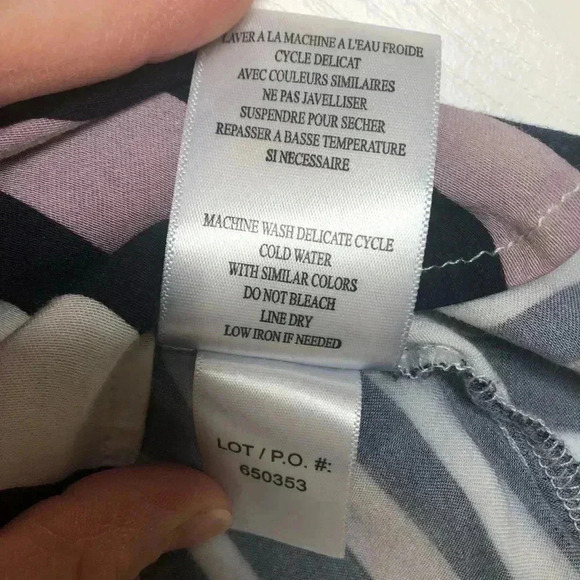 LAVER A LA MACHINE A L'EAU FROIDE
CYCLE DELICAT
AVEC COULEURS SIMILAIRES
NE PAS JAVELLISER
SUSPENDRE POUR SECHER
REPASSER A BASSE TEMPERATURE
SI NECESSAIRE
MACHINE WASH DELICATE CYCLE
COLD WATER
WITH SIMILAR COLORS
DO NOT BLEACH
LINE DRY
LOW IRON IF NEEDED
LOT / P.O. #:
650353